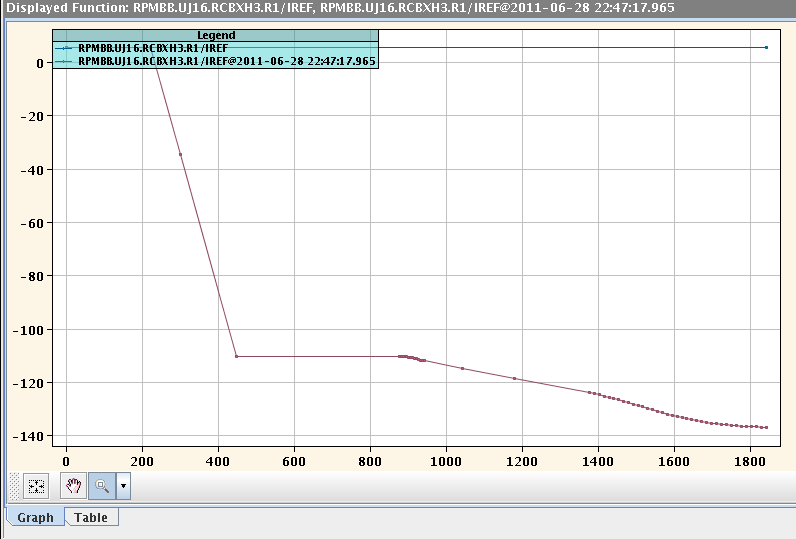 Displayed Function: RPMBB.UJ16.RCBXH3.R1/IREF, RPMBB.UJ16.RCBXH3.R1/IREF@2011-06-28 22:47:17.965
Legend
RPMBB.UJ16.RCBXH3.R1/IREF
RPMBB.UJ16.RCBXH3.R1/IREF@2011-06-28 22:47:17.965
0
-20
-40
-60
-80
-100
-120
-140
0 200 400 600 800 1000 1200 1400 1600 1800
Graph Table